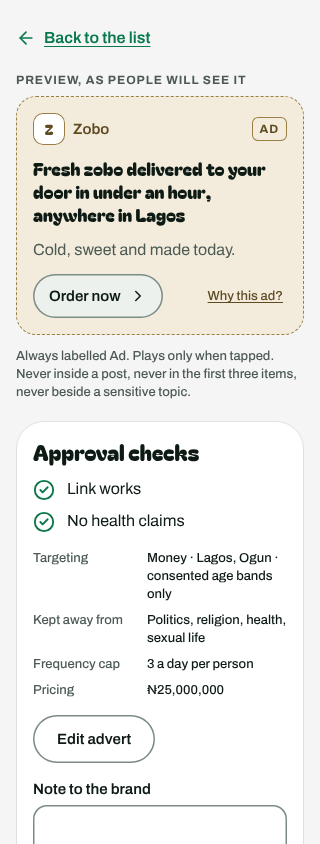 Back to the list
PREVIEW, AS PEOPLE WILL SEE IT
z Zobo AD
Fresh zobo delivered to your
door in under an hour,
anywhere in Lagos
Cold, sweet and made today.
Order now Why this ad?
Always labelled Ad. Plays only when tapped.
Never inside a post, never in the first three items,
never beside a sensitive topic.
Approval checks
Link works
No health claims
Targeting Money · Lagos, Ogun ·
consented age bands
only
Kept away from Politics, religion, health,
sexual life
Frequency cap 3 a day per person
Pricing ₦25,000,000
Edit advert
Note to the brand